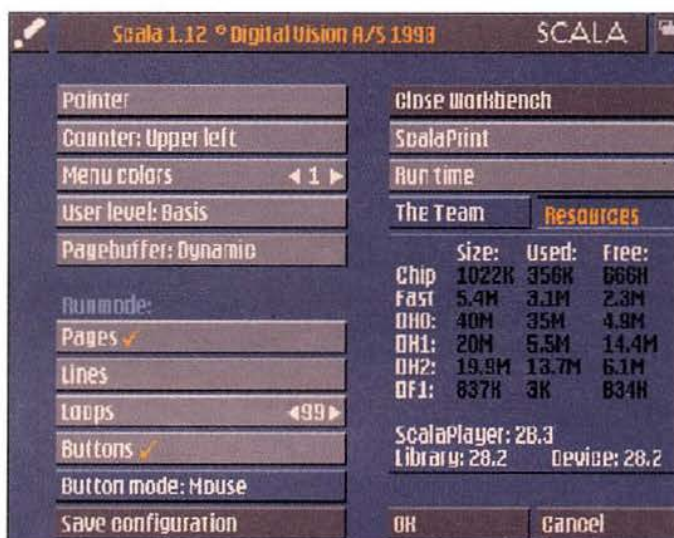 Scala 1.12 © Digital Vision A/S 1993 SCALA
Pointer
Counter: Upper left
Menu colors ◀ 1 ▶
User level: Basis
Pagebuffer: Dynamic
Runmode:
Pages ✓
Lines
Loops ◀99▶
Buttons ✓
Button mode: Mouse
Save configuration
Close Workbench
ScalaPrint
Run time
The Team Resources
Size: Used: Free:
Chip 1022K 356K 666K
Fast 5.4M 3.1M 2.3M
DH0: 40M 35M 4.9M
DH1: 20M 5.5M 14.4M
DH2: 19.9M 13.7M 6.1M
DF1: 837K 3K 834K
ScalaPlayer: 28.3
Library: 28.2 Device: 28.2
OK Cancel